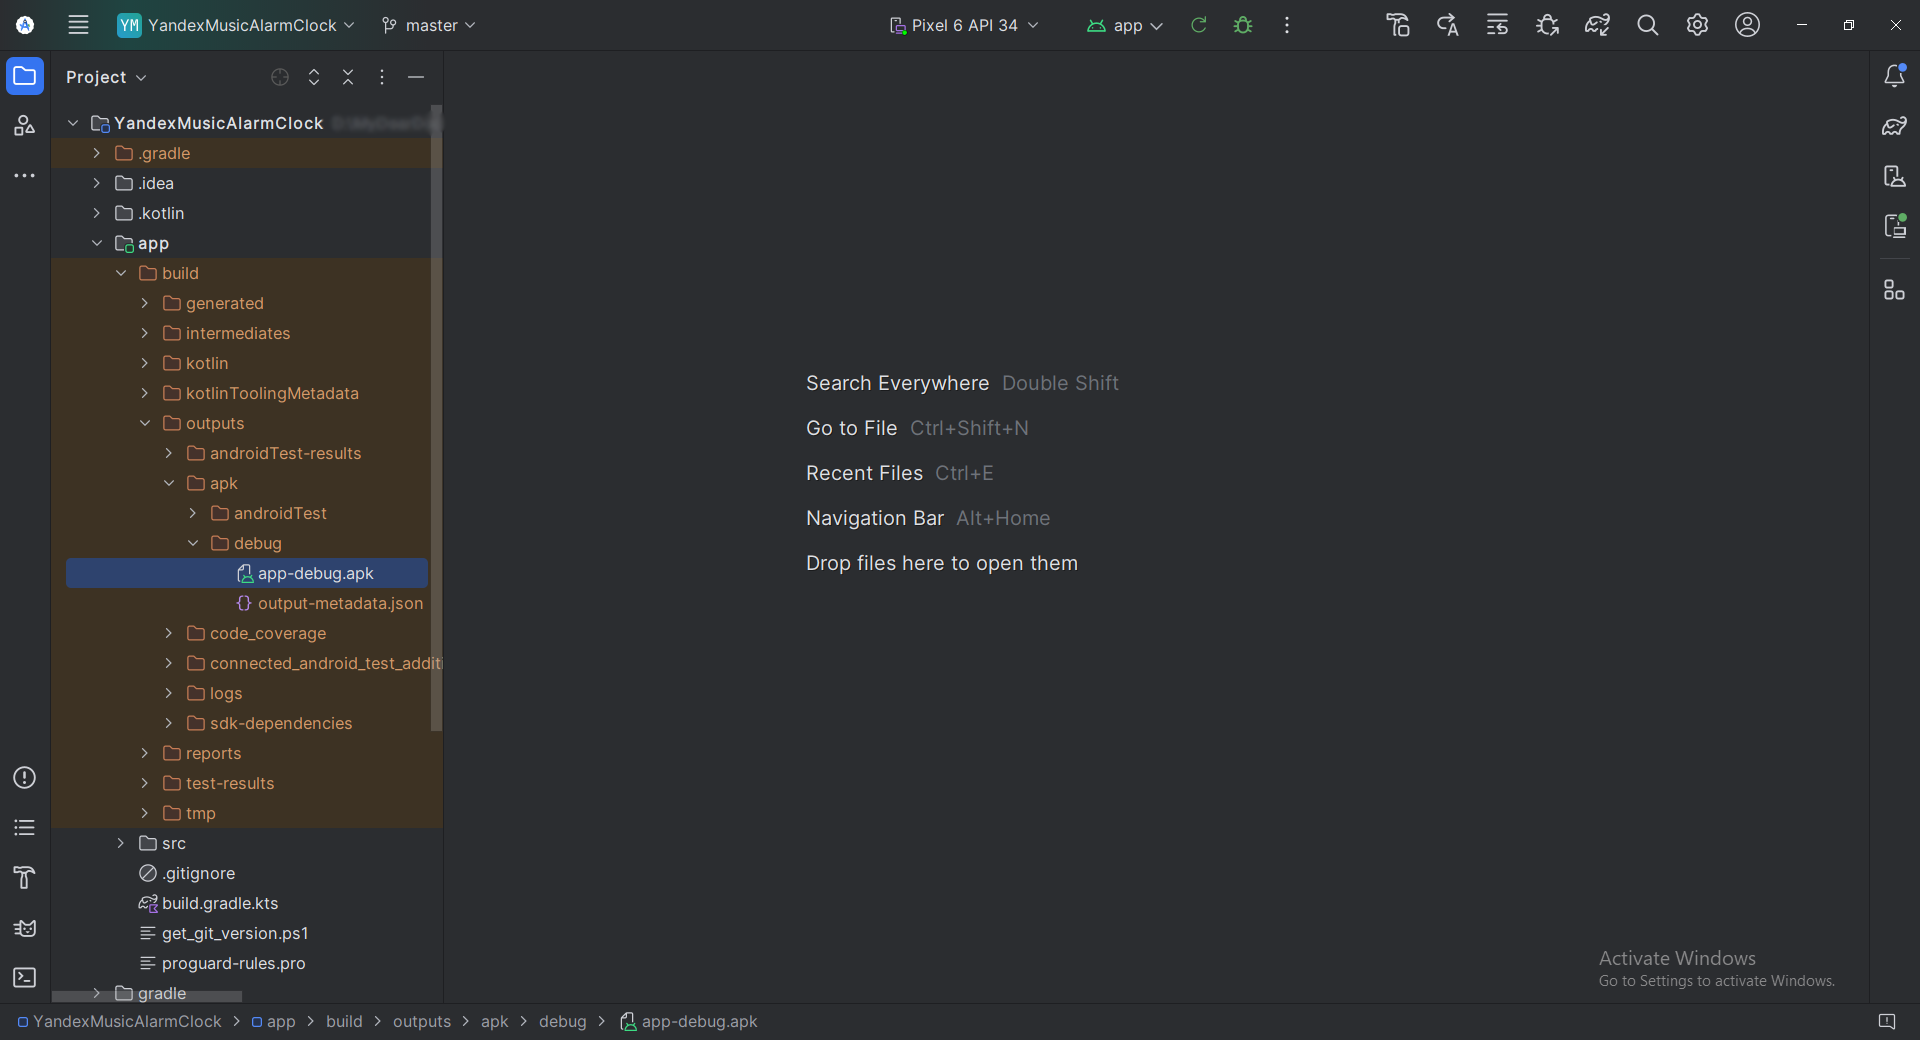 YM YandexMusicAlarmClock master Pixel 6 API 34 app
Project
YandexMusicAlarmClock
.gradle
.idea
.kotlin
app
build
generated
intermediates
kotlin
kotlinToolingMetadata
outputs
androidTest-results
apk
androidTest
debug
app-debug.apk
output-metadata.json
code_coverage
connected_android_test_additi
logs
sdk-dependencies
reports
test-results
tmp
src
.gitignore
build.gradle.kts
get_git_version.ps1
proguard-rules.pro
gradle
Search Everywhere Double Shift
Go to File Ctrl+Shift+N
Recent Files Ctrl+E
Navigation Bar Alt+Home
Drop files here to open them
Activate Windows
Go to Settings to activate Windows.
YandexMusicAlarmClock > app > build > outputs > apk > debug > app-debug.apk